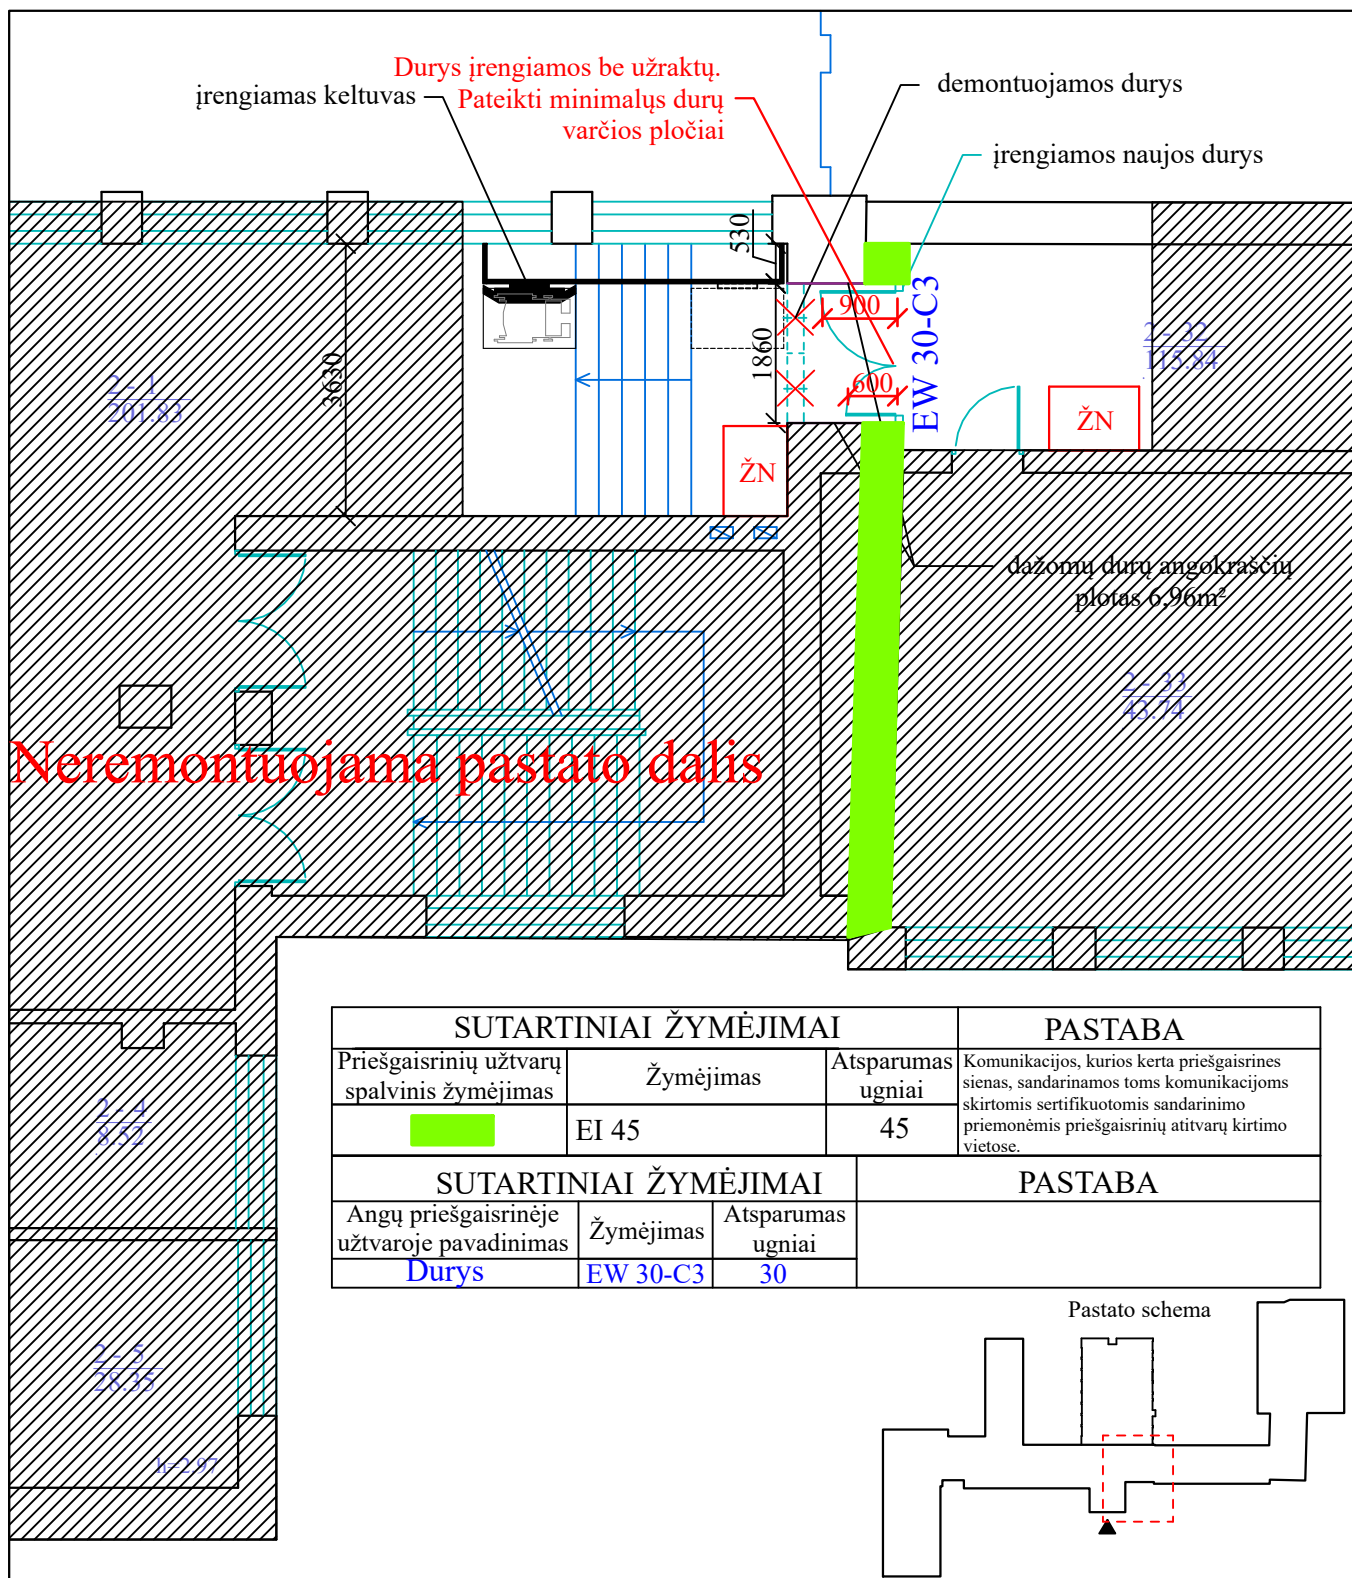 Durys įrengiamos be užraktų.
Pateikti minimalųs durų
varčios pločiai
įrengiamas keltuvas
demontuojamos durys
įrengiamos naujos durys
530
900
EW 30-C3
1860
600
3630
2 - 1
201.83
2 - 32
115.84
ŽN
ŽN
dažomų durų angokraščių
plotas 6,96m²
2 - 33
43.74
Neremontuojama pastato dalis
SUTARTINIAI ŽYMĖJIMAI
PASTABA
Priešgaisrinių užtvarų
spalvinis žymėjimas
Žymėjimas
Atsparumas
ugniai
Komunikacijos, kurios kerta priešgaisrines
sienas, sandarinamos toms komunikacijoms
skirtomis sertifikuotomis sandarinimo
priemonėmis priešgaisrinių atitvarų kirtimo
vietose.
EI 45
45
SUTARTINIAI ŽYMĖJIMAI
PASTABA
Angų priešgaisrinėje
užtvaroje pavadinimas
Žymėjimas
Atsparumas
ugniai
Durys
EW 30-C3
30
2 - 4
8.52
2 - 5
28.35
h=2.97
Pastato schema